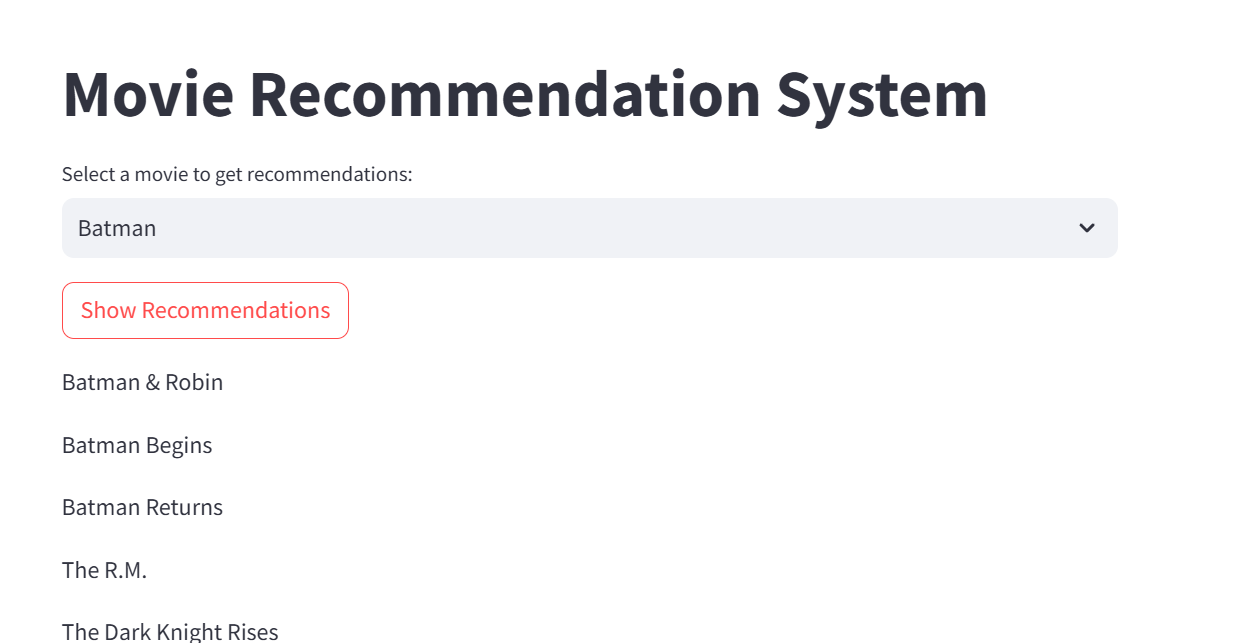 Movie Recommendation System
Select a movie to get recommendations:
Batman
Show Recommendations
Batman & Robin
Batman Begins
Batman Returns
The R.M.
The Dark Knight Rises